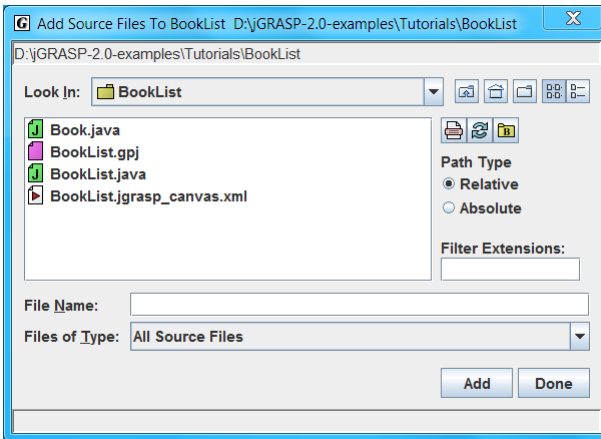 Add Source Files To BookList D:\jGRASP-2.0-examples\Tutorials\BookList
D:\jGRASP-2.0-examples\Tutorials\BookList
Look In: BookList
Book.java
BookList.gpj
BookList.java
BookList.jgrasp_canvas.xml
Path Type
Relative
Absolute
Filter Extensions:
File Name:
Files of Type: All Source Files
Add Done